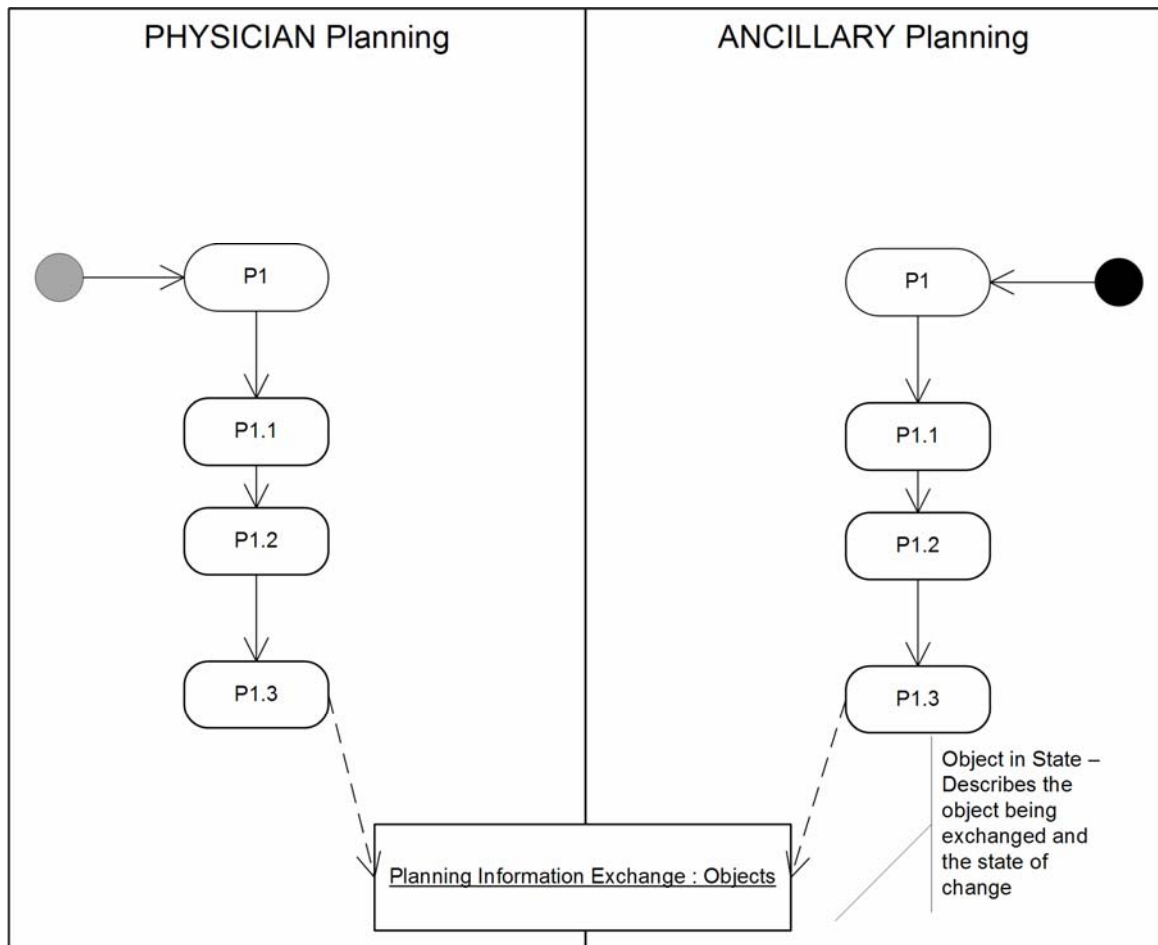 PHYSICIAN Planning
ANCILLARY Planning
P1
P1
P1.1
P1.1
P1.2
P1.2
P1.3
P1.3
Object in State –
Describes the
object being
exchanged and
the state of
change
Planning Information Exchange : Objects